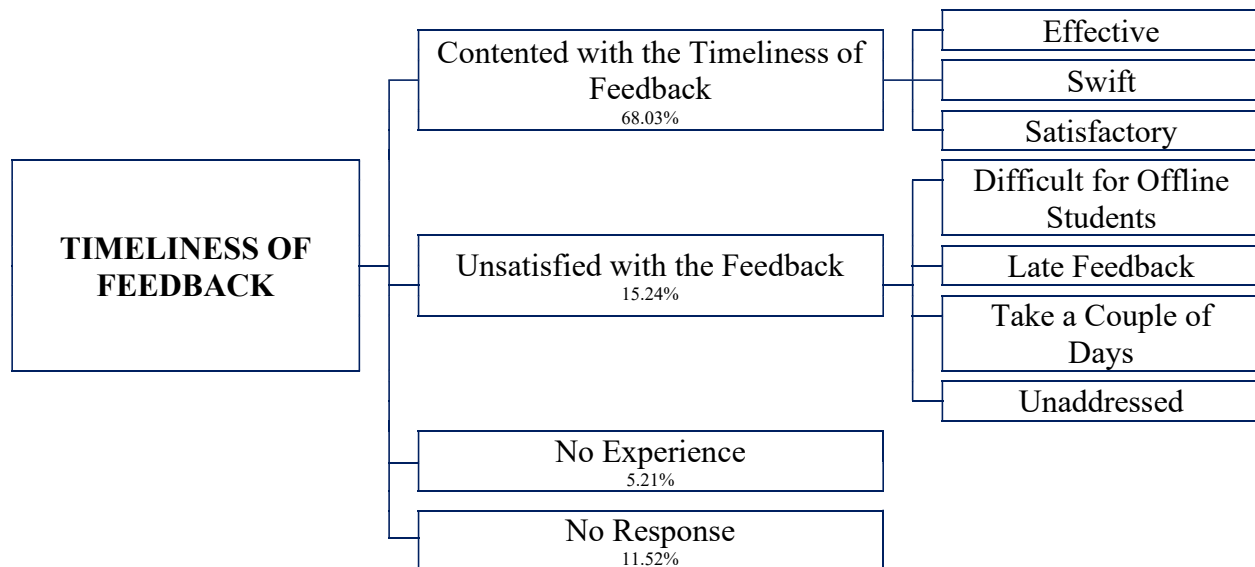 TIMELINESS OF
FEEDBACK
Contented with the Timeliness of
Feedback
68.03%
Effective
Swift
Satisfactory
Unsatisfied with the Feedback
15.24%
Difficult for Offline
Students
Late Feedback
Take a Couple of
Days
Unaddressed
No Experience
5.21%
No Response
11.52%